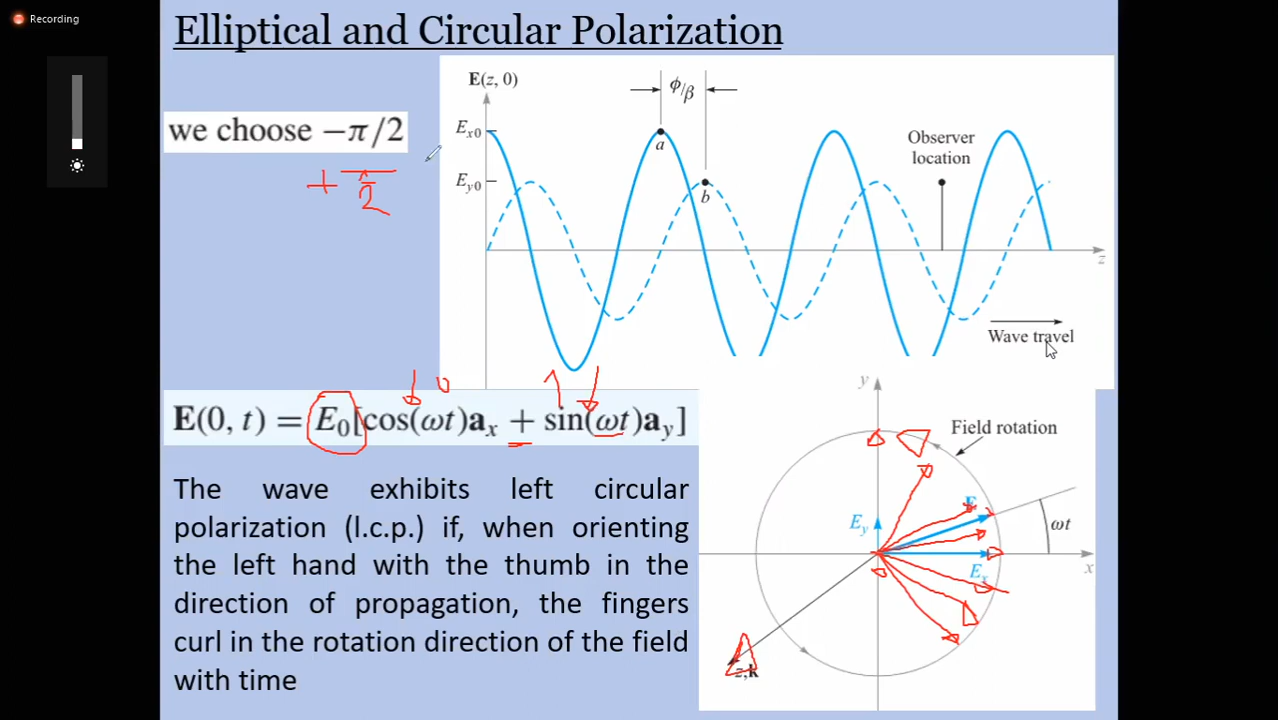 Recording
Elliptical and Circular Polarization
we choose −π/2
+ π/2
E(z, 0)
ϕ/β
E_x0
a
E_y0
b
Observer
location
z
Wave travel
↓ 0
E(0, t) = E₀[cos(ωt)aₓ + sin(ωt)a_y]
The wave exhibits left circular
polarization (l.c.p.) if, when orienting
the left hand with the thumb in the
direction of propagation, the fingers
curl in the rotation direction of the field
with time
y
Field rotation
E
E_y
ωt
E_x
x
z,k